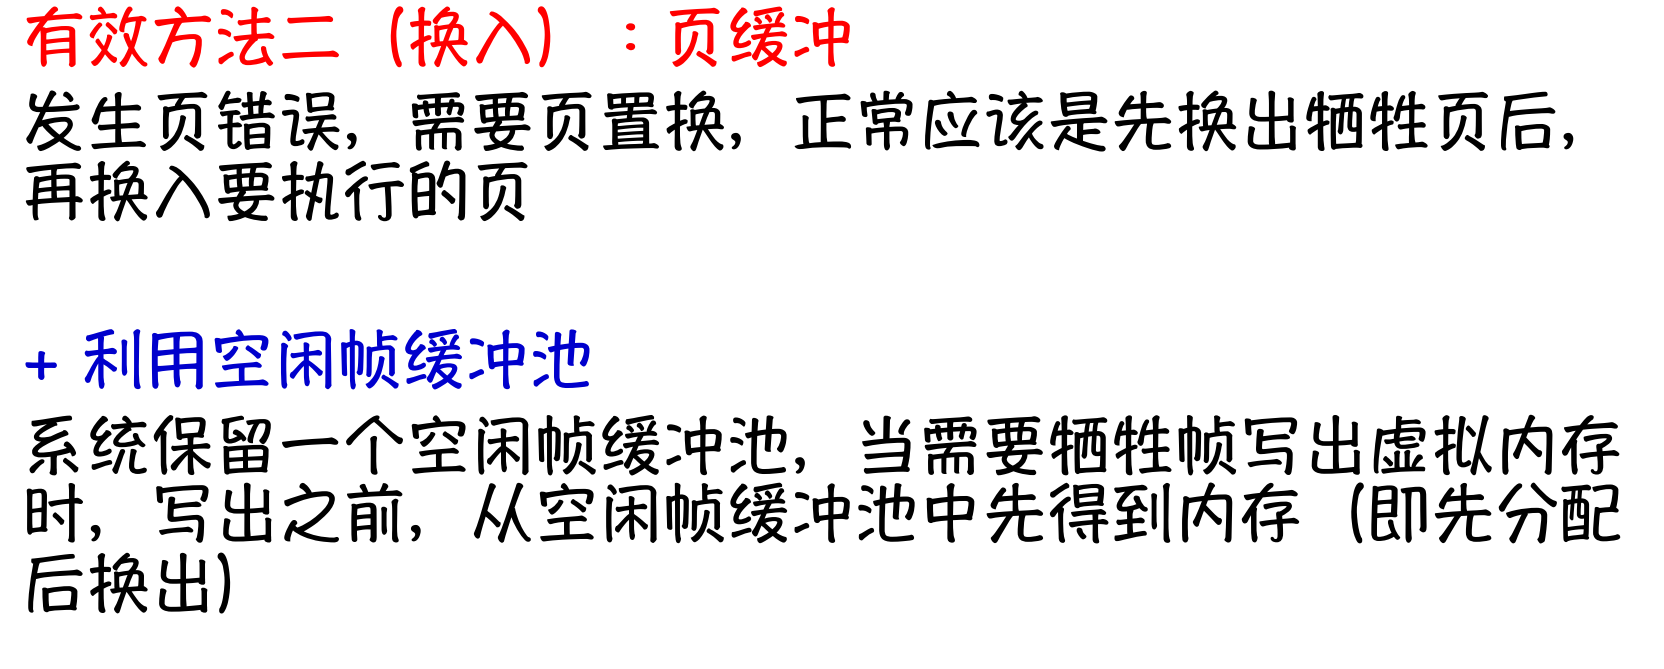 有效方法二（换入）：页缓冲
发生页错误，需要页置换，正常应该是先换出牺牲页后，
再换入要执行的页
+ 利用空闲帧缓冲池
系统保留一个空闲帧缓冲池，当需要牺牲帧写出虚拟内存
时，写出之前，从空闲帧缓冲池中先得到内存（即先分配
后换出）